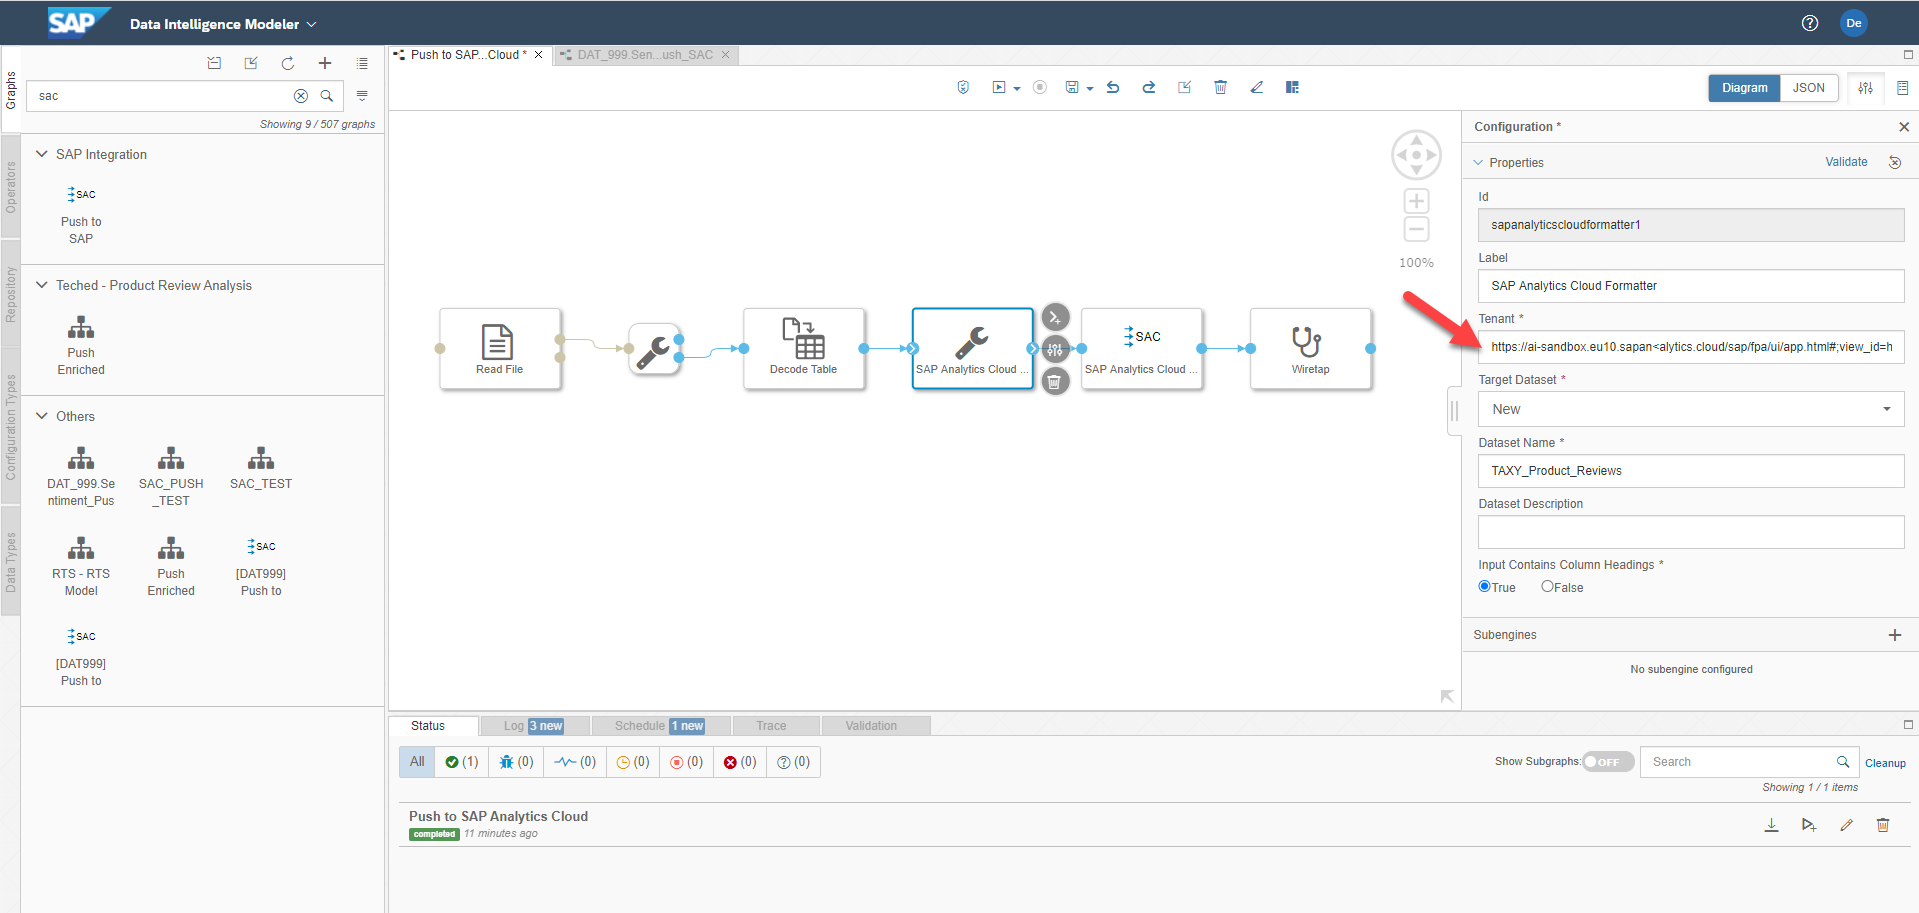 SAP Data Intelligence Modeler
De
Graphs
Operators
Repository
Configuration Types
Data Types
sac
Showing 9 / 507 graphs
SAP Integration
SAC
Push to
SAP
Teched - Product Review Analysis
Push
Enriched
Others
DAT_999.Se
ntiment_Pus
SAC_PUSH
_TEST
SAC_TEST
RTS - RTS
Model
Push
Enriched
SAC
[DAT999]
Push to
SAC
[DAT999]
Push to
Push to SAP...Cloud *
DAT_999.Sen...ush_SAC
Diagram
JSON
100%
Read File
Decode Table
SAP Analytics Cloud ...
SAC
SAP Analytics Cloud ...
Wiretap
Configuration *
Properties
Validate
Id
sapanalyticscloudformatter1
Label
SAP Analytics Cloud Formatter
Tenant *
https://ai-sandbox.eu10.sapan<alytics.cloud/sap/fpa/ui/app.html#;view_id=h
Target Dataset *
New
Dataset Name *
TAXY_Product_Reviews
Dataset Description
Input Contains Column Headings *
True
False
Subengines
No subengine configured
Status
Log 3 new
Schedule 1 new
Trace
Validation
All
(1)
(0)
(0)
(0)
(0)
(0)
(0)
Show Subgraphs: OFF
Search
Cleanup
Showing 1 / 1 items
Push to SAP Analytics Cloud
completed 11 minutes ago